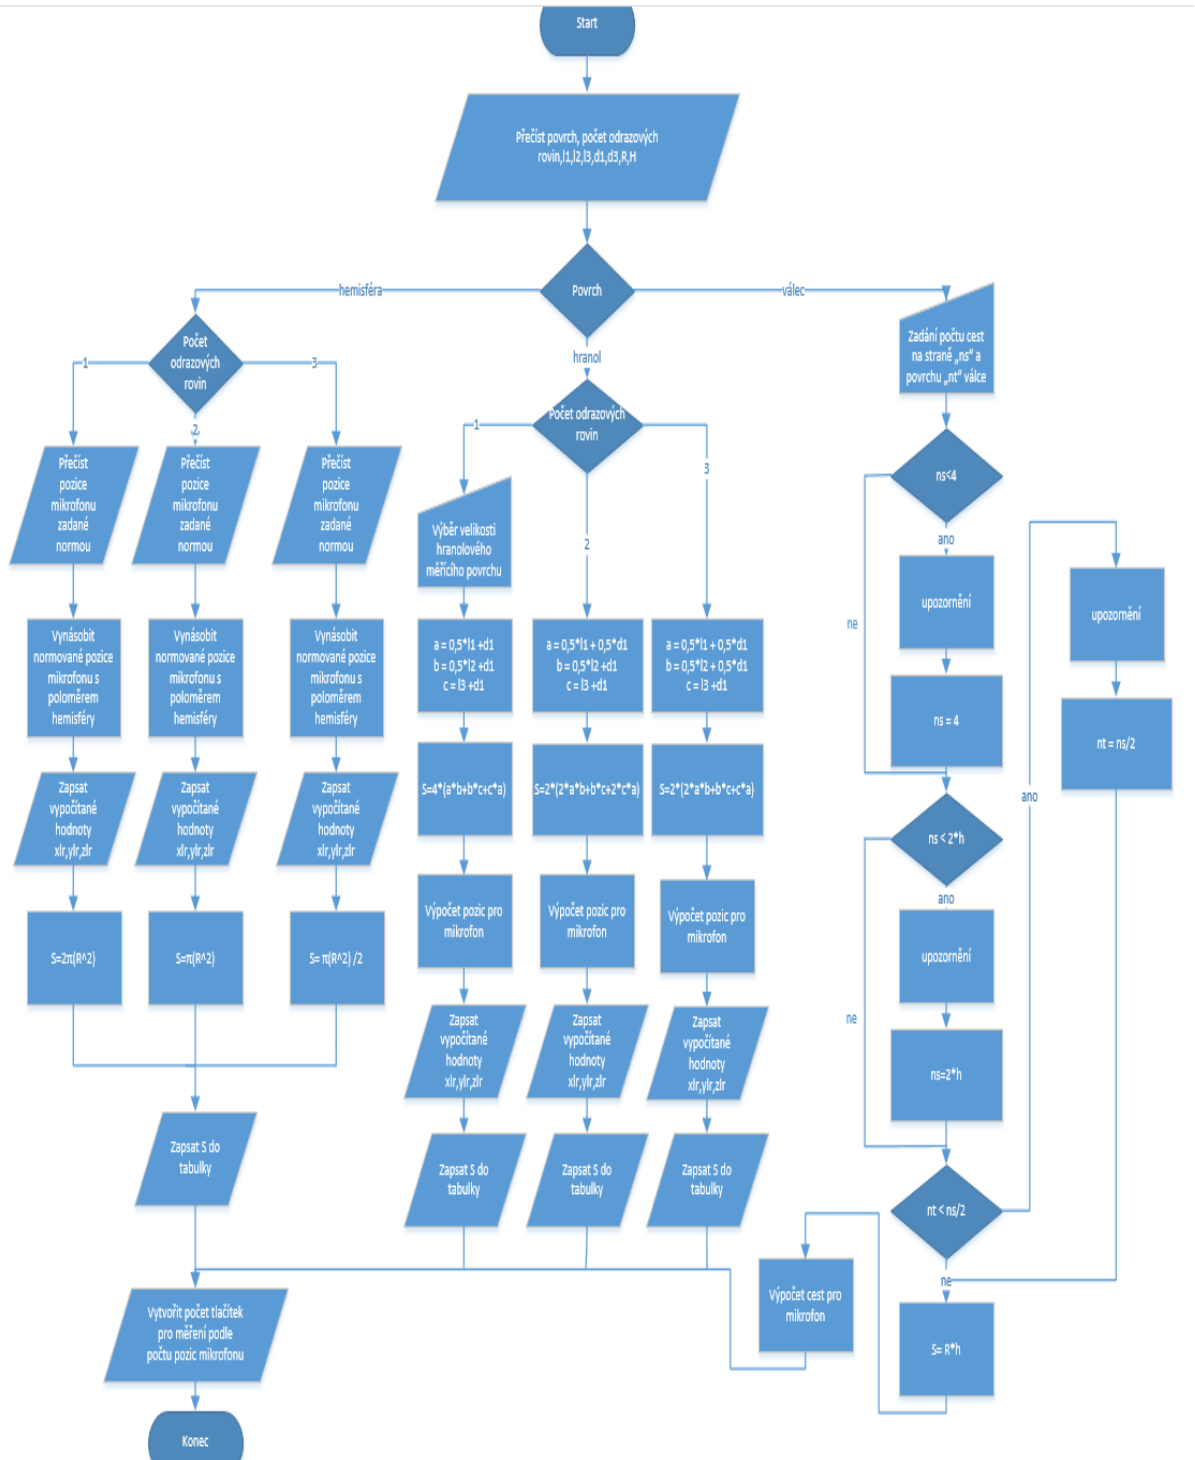 Start
Přečíst povrch, počet odrazových
rovin,l1,l2,l3,d1,d3,R,H
Povrch
hemisféra
válec
hranol
Počet
odrazových
rovin
1
2
3
Přečíst
pozice
mikrofonu
zadané
normou
Přečíst
pozice
mikrofonu
zadané
normou
Přečíst
pozice
mikrofonu
zadané
normou
Vynásobit
normované pozice
mikrofonu s
poloměrem
hemisféry
Vynásobit
normované pozice
mikrofonu s
poloměrem
hemisféry
Vynásobit
normované pozice
mikrofonu s
poloměrem
hemisféry
Zapsat
vypočítané
hodnoty
xlr,ylr,zlr
Zapsat
vypočítané
hodnoty
xlr,ylr,zlr
Zapsat
vypočítané
hodnoty
xlr,ylr,zlr
S=2π(R^2)
S=π(R^2)
S= π(R^2) /2
Zapsat S do
tabulky
Počet odrazových
rovin
1
2
3
Výběr velikosti
hranolového
měřícího povrchu
a = 0,5*l1 +d1
b = 0,5*l2 +d1
c = l3 +d1
a = 0,5*l1 + 0,5*d1
b = 0,5*l2 +d1
c = l3 +d1
a = 0,5*l1 + 0,5*d1
b = 0,5*l2 + 0,5*d1
c = l3 +d1
S=4*(a*b+b*c+c*a)
S=2*(2*a*b+b*c+2*c*a)
S=2*(2*a*b+b*c+c*a)
Výpočet pozic pro
mikrofon
Výpočet pozic pro
mikrofon
Výpočet pozic pro
mikrofon
Zapsat
vypočítané
hodnoty
xlr,ylr,zlr
Zapsat
vypočítané
hodnoty
xlr,ylr,zlr
Zapsat
vypočítané
hodnoty
xlr,ylr,zlr
Zapsat S do
tabulky
Zapsat S do
tabulky
Zapsat S do
tabulky
Zadání počtu cest
na straně „ns“ a
povrchu „nt“ válce
ns<4
ano
ne
upozornění
ns = 4
ns < 2*h
ano
ne
upozornění
ns=2*h
nt < ns/2
ano
upozornění
nt = ns/2
ne
S= R*h
Výpočet cest pro
mikrofon
Vytvořit počet tlačítek
pro měření podle
počtu pozic mikrofonu
Konec